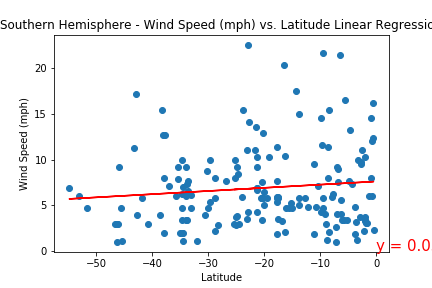 Southern Hemisphere - Wind Speed (mph) vs. Latitude Linear Regressio
20
15
10
5
0
Wind Speed (mph)
−50
−40
−30
−20
−10
0
Latitude
y = 0.0